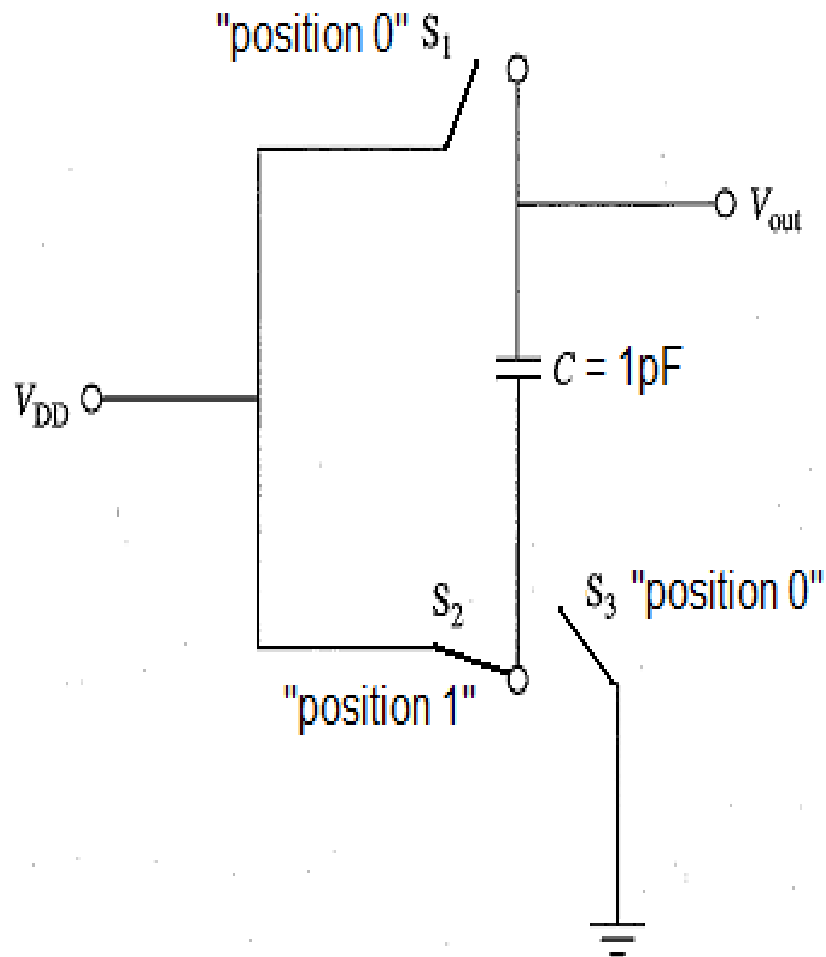 "position 0" S1
Vout
C = 1pF
VDD
S2
S3 "position 0"
"position 1"